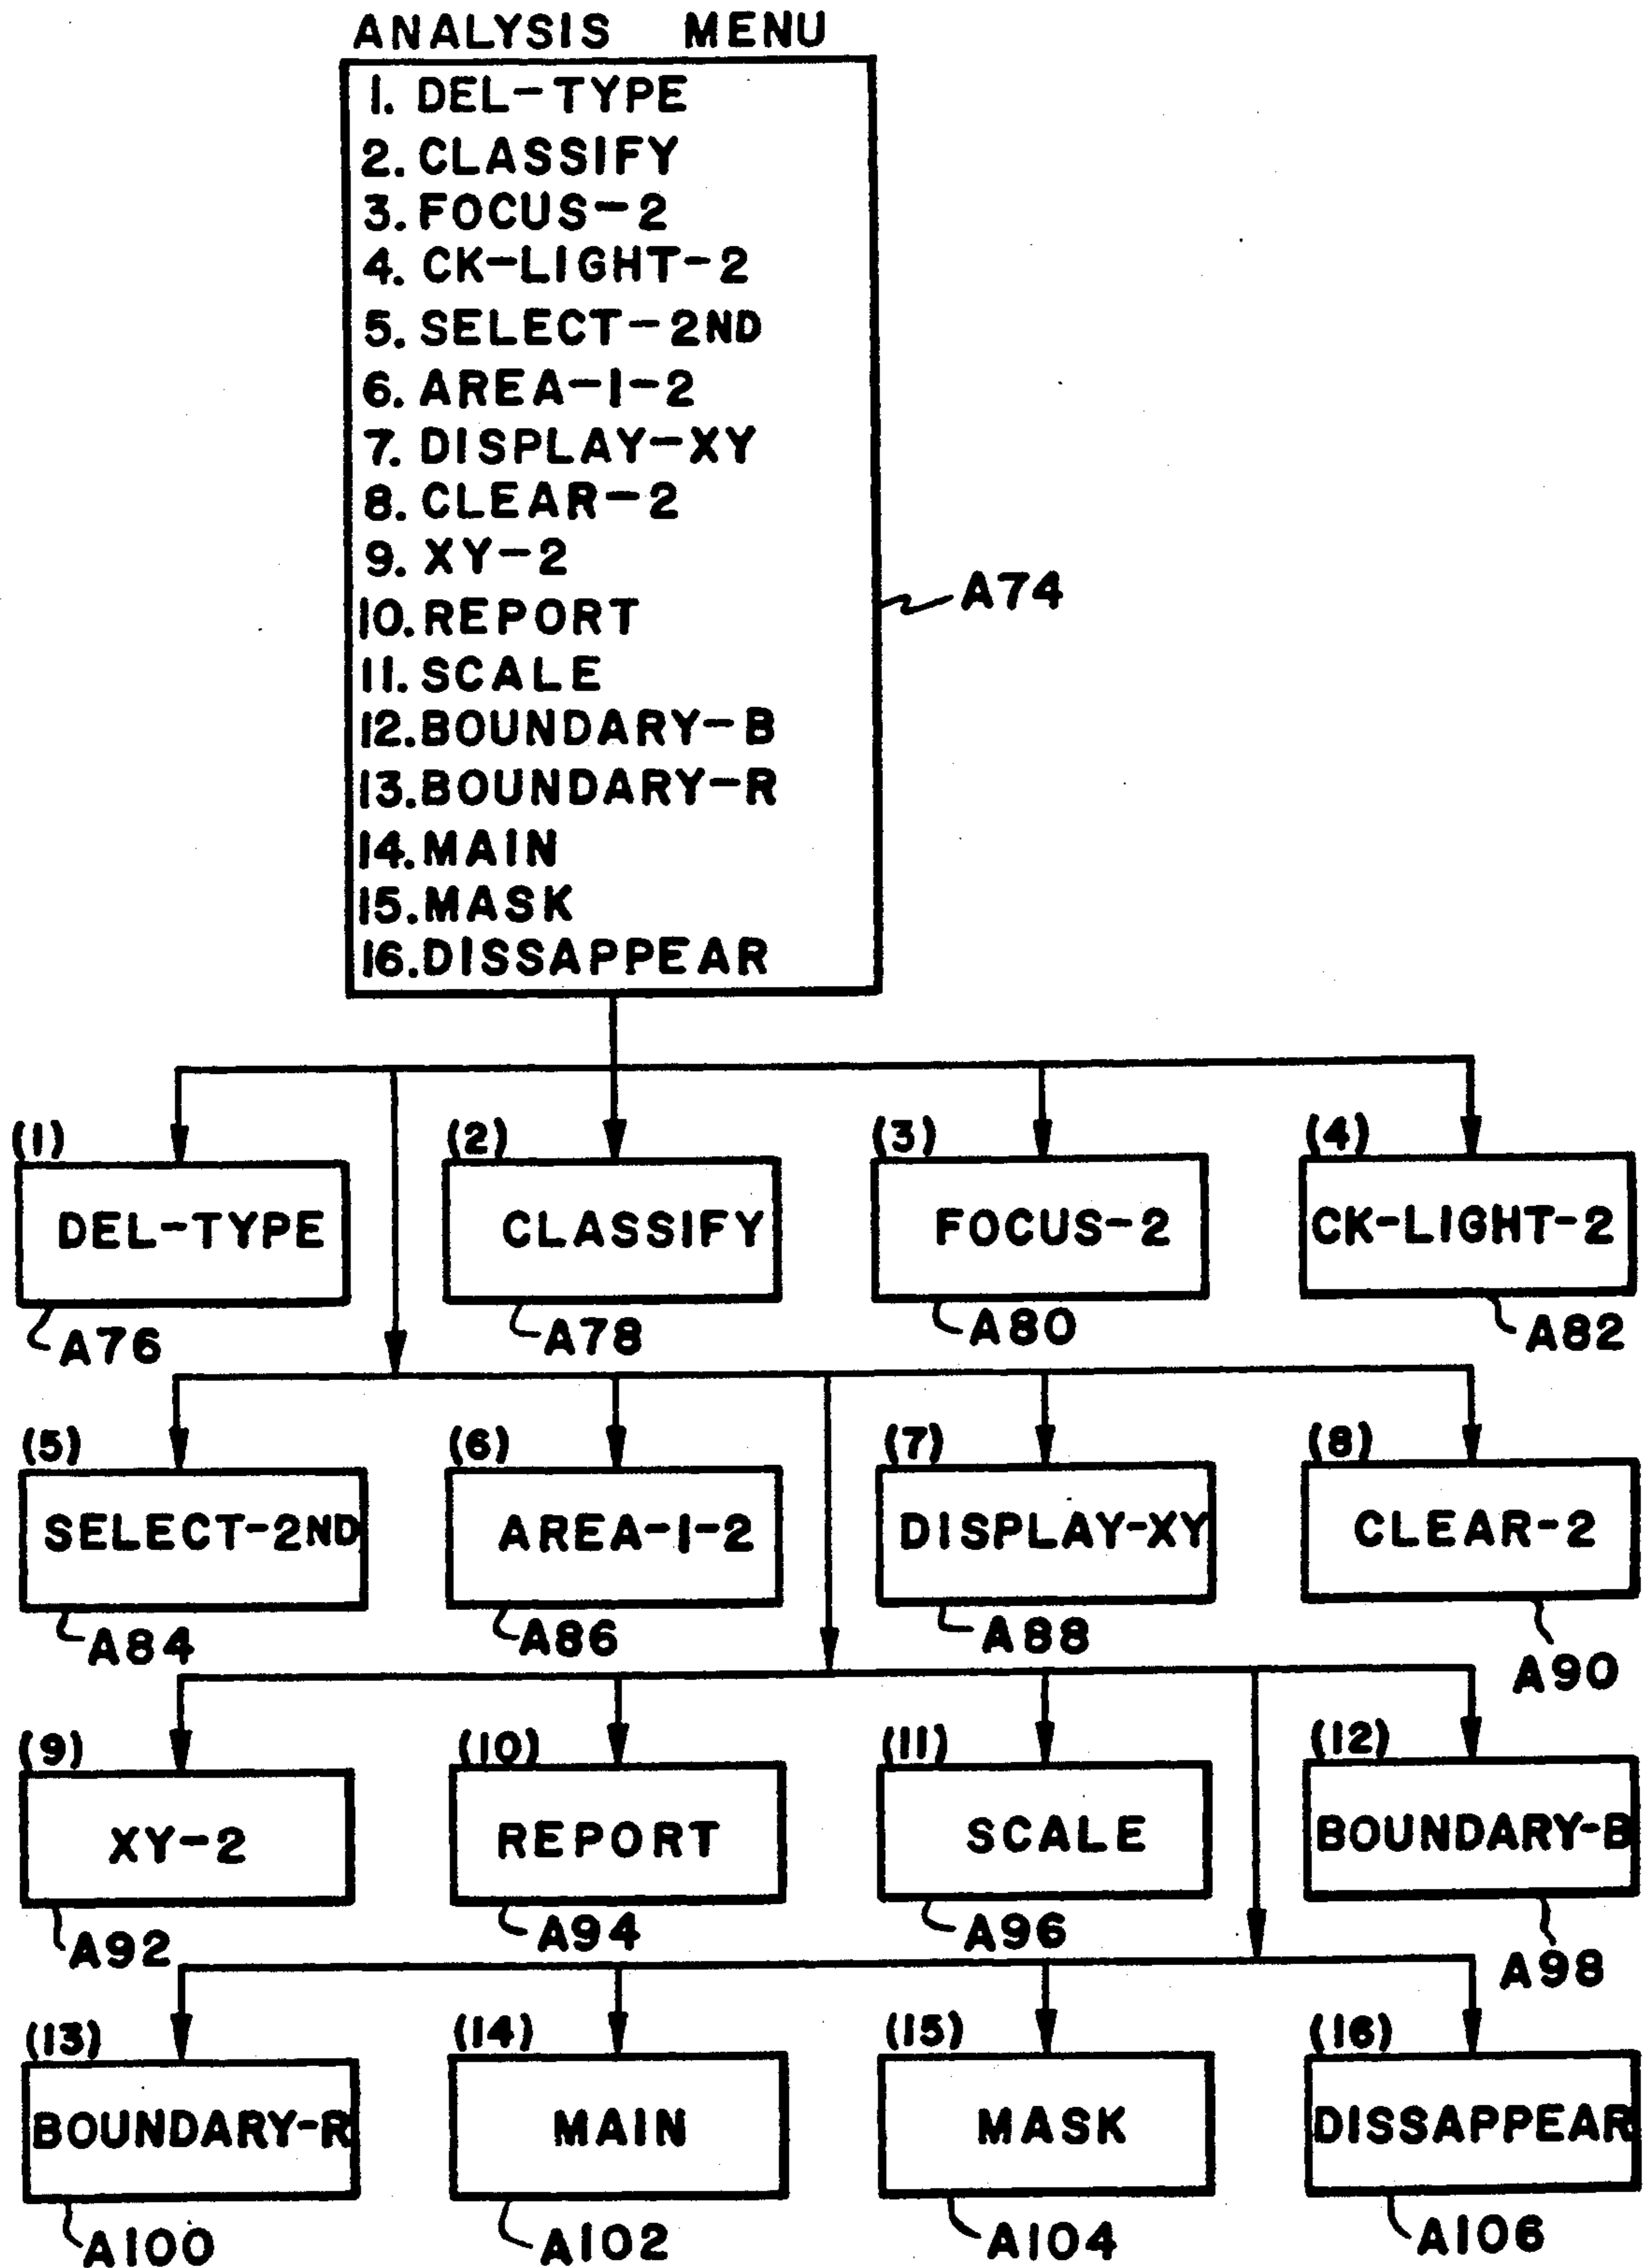 ANALYSIS MENU
1. DEL-TYPE
2. CLASSIFY
3. FOCUS-2
4. CK-LIGHT-2
5. SELECT-2ND
6. AREA-1-2
7. DISPLAY-XY
8. CLEAR-2
9. XY-2
10. REPORT
11. SCALE
12. BOUNDARY-B
13. BOUNDARY-R
14. MAIN
15. MASK
16. DISSAPPEAR
A74
(1) (2) (3) (4)
DEL-TYPE CLASSIFY FOCUS-2 CK-LIGHT-2
A76 A78 A80 A82
(5) (6) (7) (8)
SELECT-2ND AREA-1-2 DISPLAY-XY CLEAR-2
A84 A86 A88 A90
(9) (10) (11) (12)
XY-2 REPORT SCALE BOUNDARY-B
A92 A94 A96 A98
(13) (14) (15) (16)
BOUNDARY-R MAIN MASK DISSAPPEAR
A100 A102 A104 A106